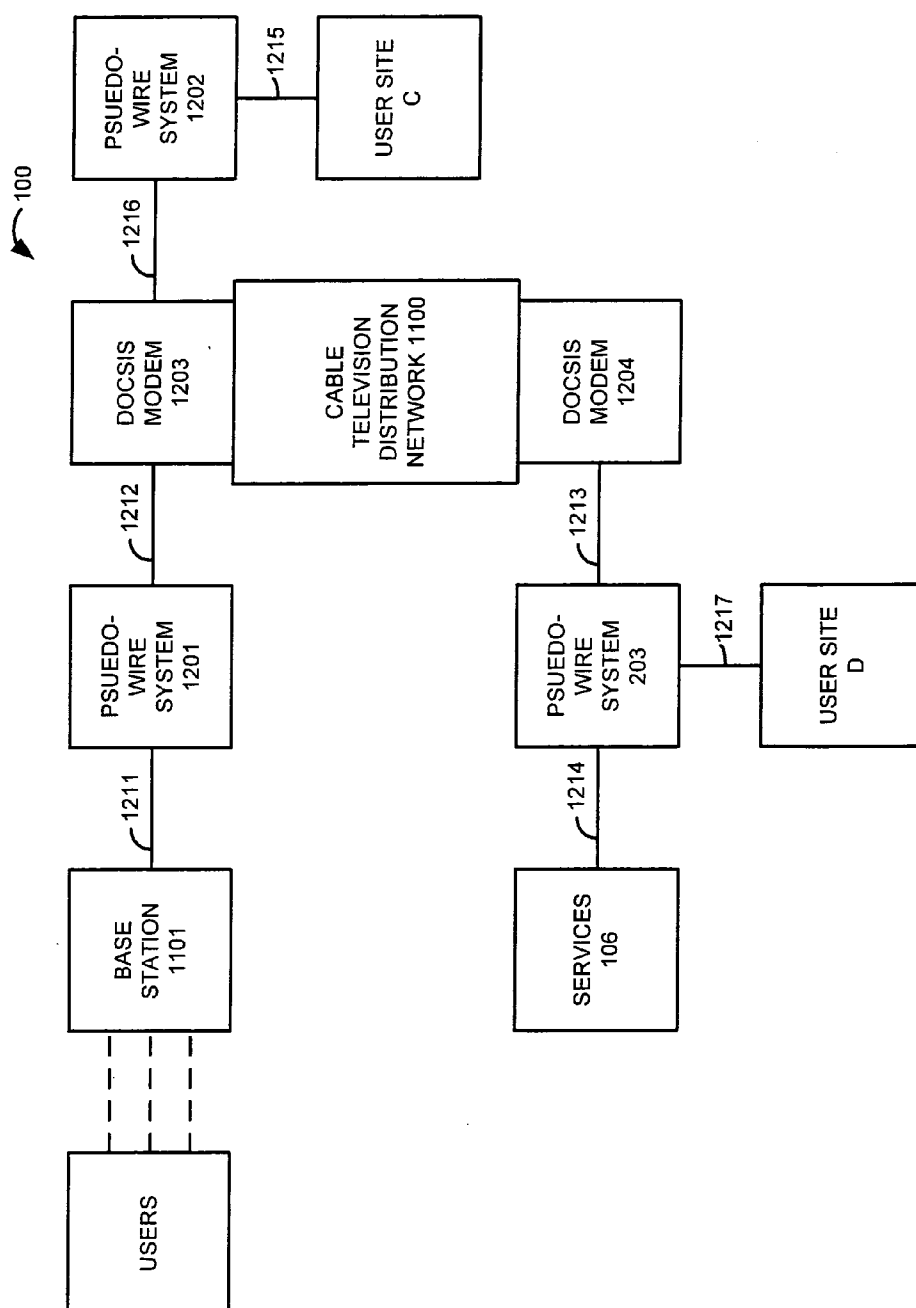 100
USERS
BASE
STATION
1101
1211
PSUEDO-
WIRE
SYSTEM
1201
1212
DOCSIS
MODEM
1203
1216
PSUEDO-
WIRE
SYSTEM
1202
1215
USER SITE
C
CABLE
TELEVISION
DISTRIBUTION
NETWORK 1100
SERVICES
106
1214
PSUEDO-
WIRE
SYSTEM
203
1213
DOCSIS
MODEM
1204
1217
USER SITE
D